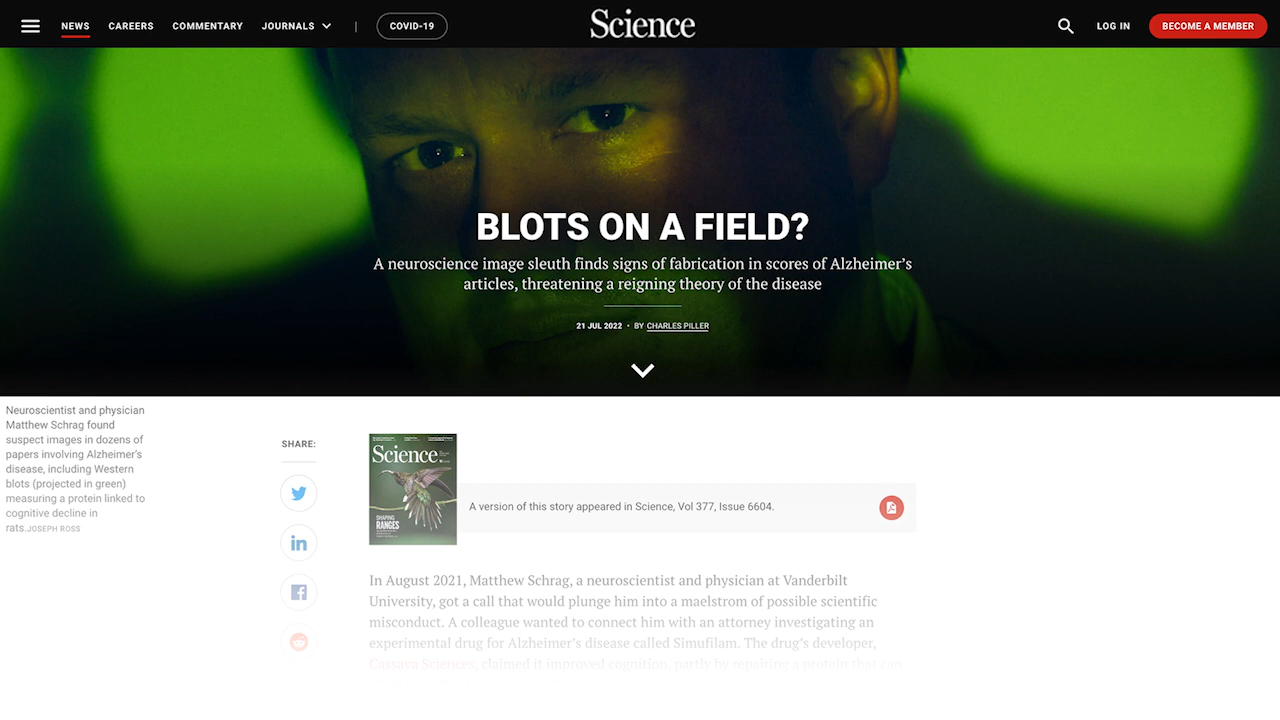 NEWS CAREERS COMMENTARY JOURNALS | COVID-19 Science LOG IN BECOME A MEMBER
BLOTS ON A FIELD?
A neuroscience image sleuth finds signs of fabrication in scores of Alzheimer’s
articles, threatening a reigning theory of the disease
21 JUL 2022 • BY CHARLES PILLER
Neuroscientist and physician
Matthew Schrag found
suspect images in dozens of
papers involving Alzheimer’s
disease, including Western
blots (projected in green)
measuring a protein linked to
cognitive decline in
rats.JOSEPH ROSS
SHARE:
Science
SHAPING
RANGES
A version of this story appeared in Science, Vol 377, Issue 6604.
In August 2021, Matthew Schrag, a neuroscientist and physician at Vanderbilt
University, got a call that would plunge him into a maelstrom of possible scientific
misconduct. A colleague wanted to connect him with an attorney investigating an
experimental drug for Alzheimer’s disease called Simufilam. The drug’s developer,
Cassava Sciences, claimed it improved cognition, partly by repairing a protein that can